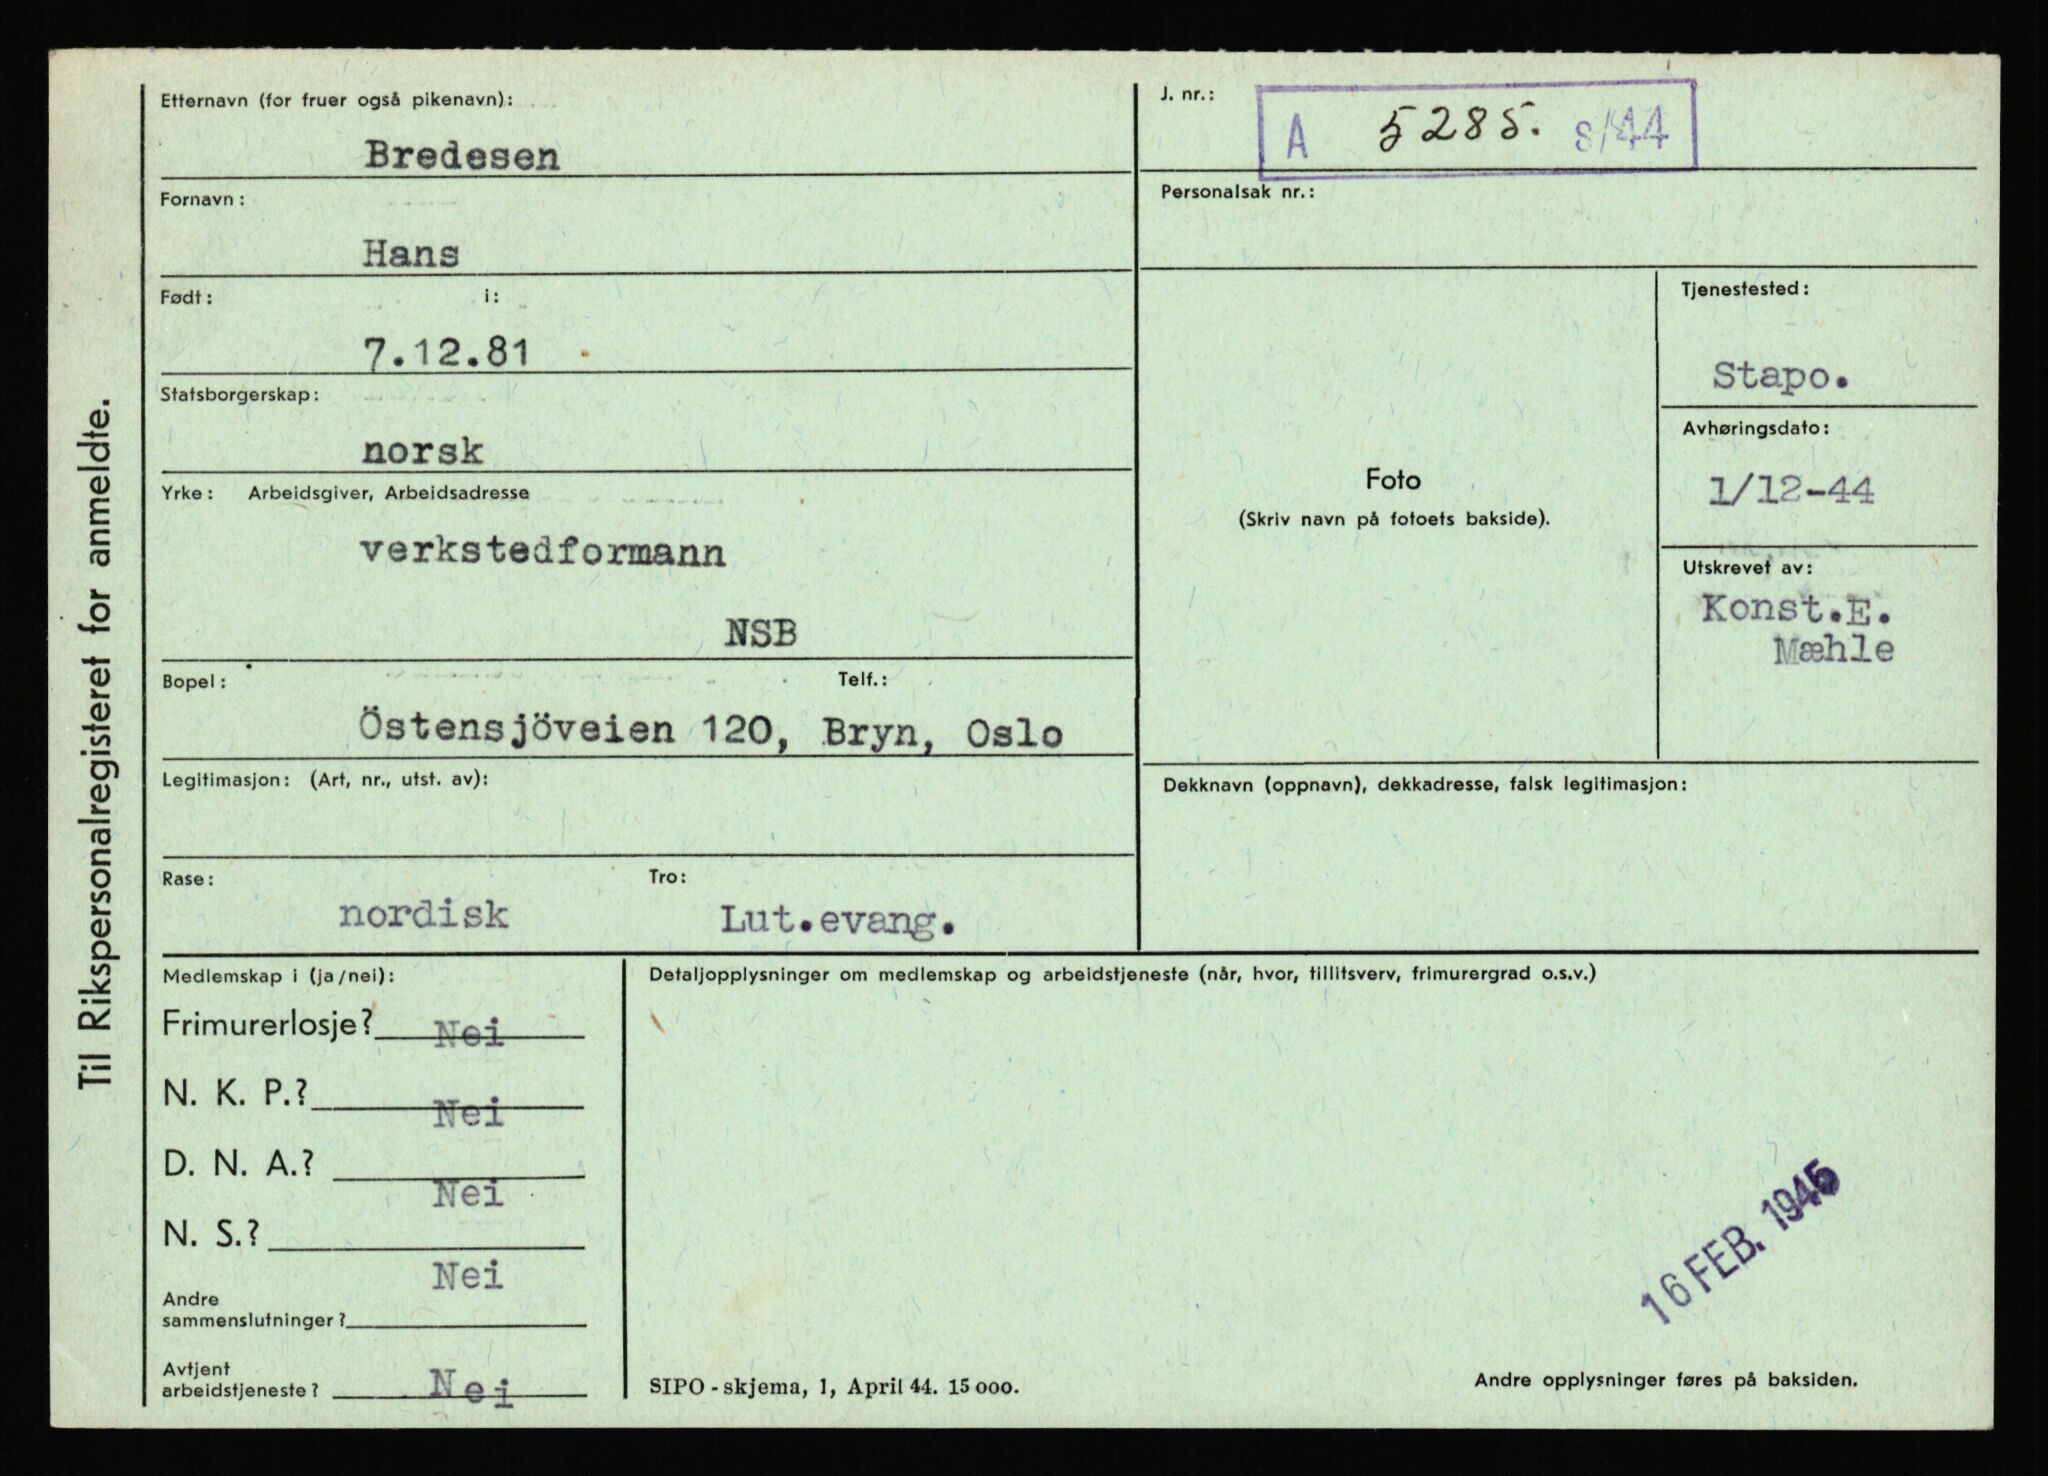 Til Rikspersonalregisteret for anmeldte.
Etternavn (for fruer også pikenavn):
Bredesen
Fornavn:
Hans
Født: i:
7.12.81
Statsborgerskap:
norsk
Yrke: Arbeidsgiver, Arbeidsadresse
verkstedformann
NSB
Bopel: Telf.:
Östensjöveien 120, Bryn, Oslo
Legitimasjon: (Art, nr., utst. av):
Rase: Tro:
nordisk Lut.evang.
J. nr.:
A 5285. s/44
Personalsak nr.:
Foto
(Skriv navn på fotoets bakside).
Tjenestested:
Stapo.
Avhøringsdato:
1/12-44
Utskrevet av:
Konst.E.
Mæhle
Dekknavn (oppnavn), dekkadresse, falsk legitimasjon:
Medlemskap i (ja/nei):
Frimurerlosje? Nei
N. K. P.? Nei
D. N. A.? Nei
N. S.? Nei
Andre
sammenslutninger?
Avtjent
arbeidstjeneste? Nei
Detaljopplysninger om medlemskap og arbeidstjeneste (når, hvor, tillitsverv, frimurergrad o.s.v.)
16 FEB. 1945
SIPO - skjema, 1, April 44. 15 000.
Andre opplysninger føres på baksiden.